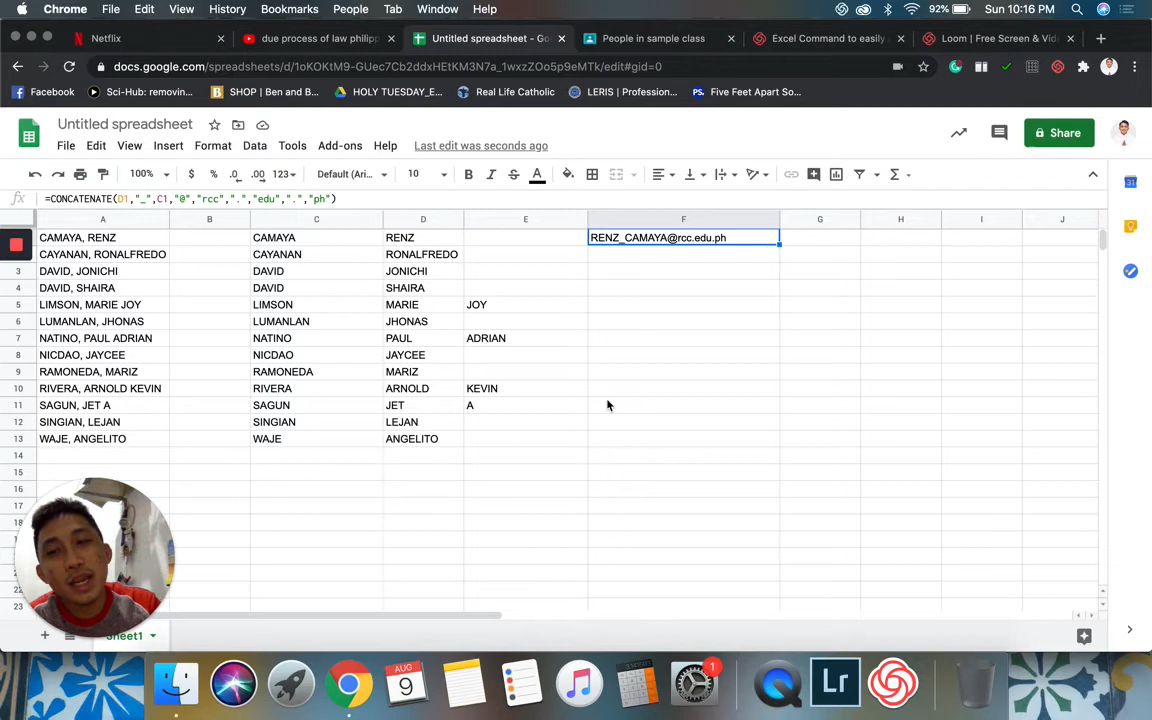 Chrome File Edit View History Bookmarks People Tab Window Help 92% Sun 10:16 PM
Netflix due process of law philipp Untitled spreadsheet - Go People in sample class Excel Command to easily Loom | Free Screen & Vid
docs.google.com/spreadsheets/d/1oKOKtM9-GUec7Cb2ddxHEtKM3N7a_1wxzZOo5p9eMTk/edit#gid=0
Facebook Sci-Hub: removin... SHOP | Ben and B... HOLY TUESDAY_E... Real Life Catholic LERIS | Profession... PS Five Feet Apart So...
Untitled spreadsheet
Share
File Edit View Insert Format Data Tools Add-ons Help Last edit was seconds ago
100% $ % .0 .00 123 Default (Ari... 10 B I S A
fx =CONCATENATE(D1,"_",C1,"@","rcc",".","edu",".","ph")
A B C D E F G H I J
CAMAYA, RENZ CAMAYA RENZ RENZ_CAMAYA@rcc.edu.ph
CAYANAN, RONALFREDO CAYANAN RONALFREDO
3 DAVID, JONICHI DAVID JONICHI
4 DAVID, SHAIRA DAVID SHAIRA
5 LIMSON, MARIE JOY LIMSON MARIE JOY
6 LUMANLAN, JHONAS LUMANLAN JHONAS
7 NATINO, PAUL ADRIAN NATINO PAUL ADRIAN
8 NICDAO, JAYCEE NICDAO JAYCEE
9 RAMONEDA, MARIZ RAMONEDA MARIZ
10 RIVERA, ARNOLD KEVIN RIVERA ARNOLD KEVIN
11 SAGUN, JET A SAGUN JET A
12 SINGIAN, LEJAN SINGIAN LEJAN
13 WAJE, ANGELITO WAJE ANGELITO
14
15
16
17
22
23
Sheet1
AUG
9
1
Lr